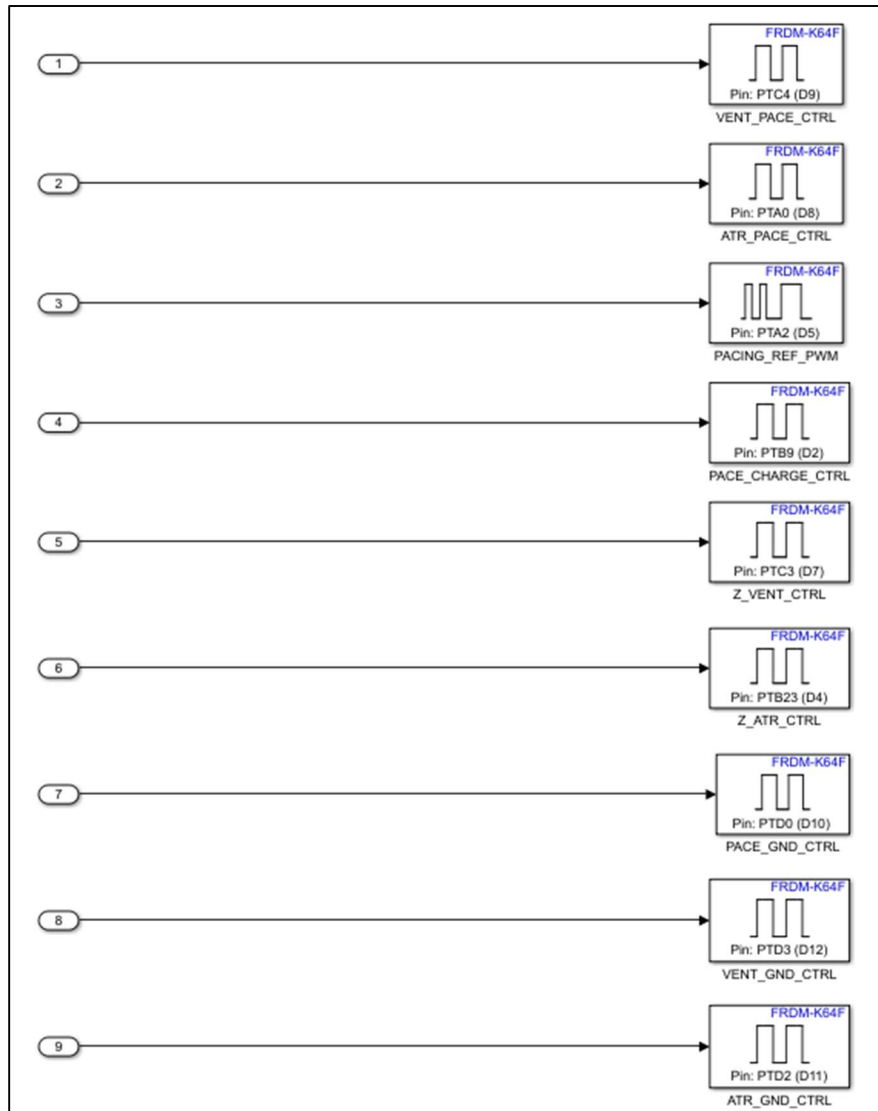 1
FRDM-K64F
Pin: PTC4 (D9)
VENT_PACE_CTRL
2
FRDM-K64F
Pin: PTA0 (D8)
ATR_PACE_CTRL
3
FRDM-K64F
Pin: PTA2 (D5)
PACING_REF_PWM
4
FRDM-K64F
Pin: PTB9 (D2)
PACE_CHARGE_CTRL
5
FRDM-K64F
Pin: PTC3 (D7)
Z_VENT_CTRL
6
FRDM-K64F
Pin: PTB23 (D4)
Z_ATR_CTRL
7
FRDM-K64F
Pin: PTD0 (D10)
PACE_GND_CTRL
8
FRDM-K64F
Pin: PTD3 (D12)
VENT_GND_CTRL
9
FRDM-K64F
Pin: PTD2 (D11)
ATR_GND_CTRL